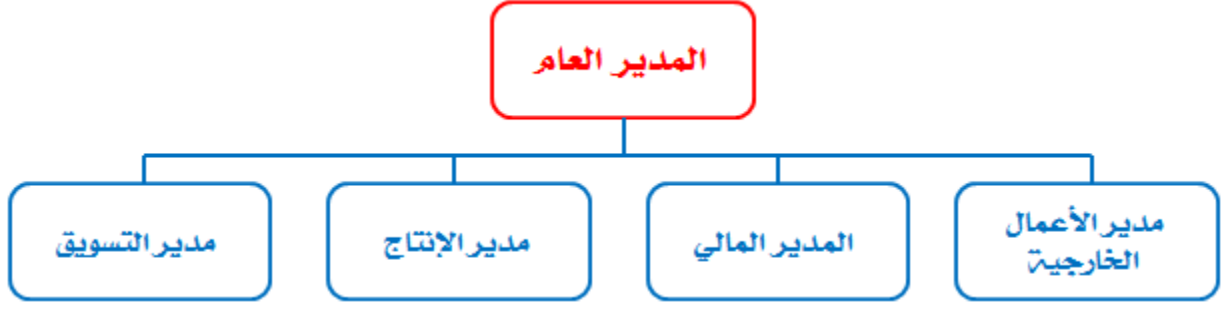 المدير العام
مدير الأعمال
الخارجية
المدير المالي
مدير الإنتاج
مدير التسويق